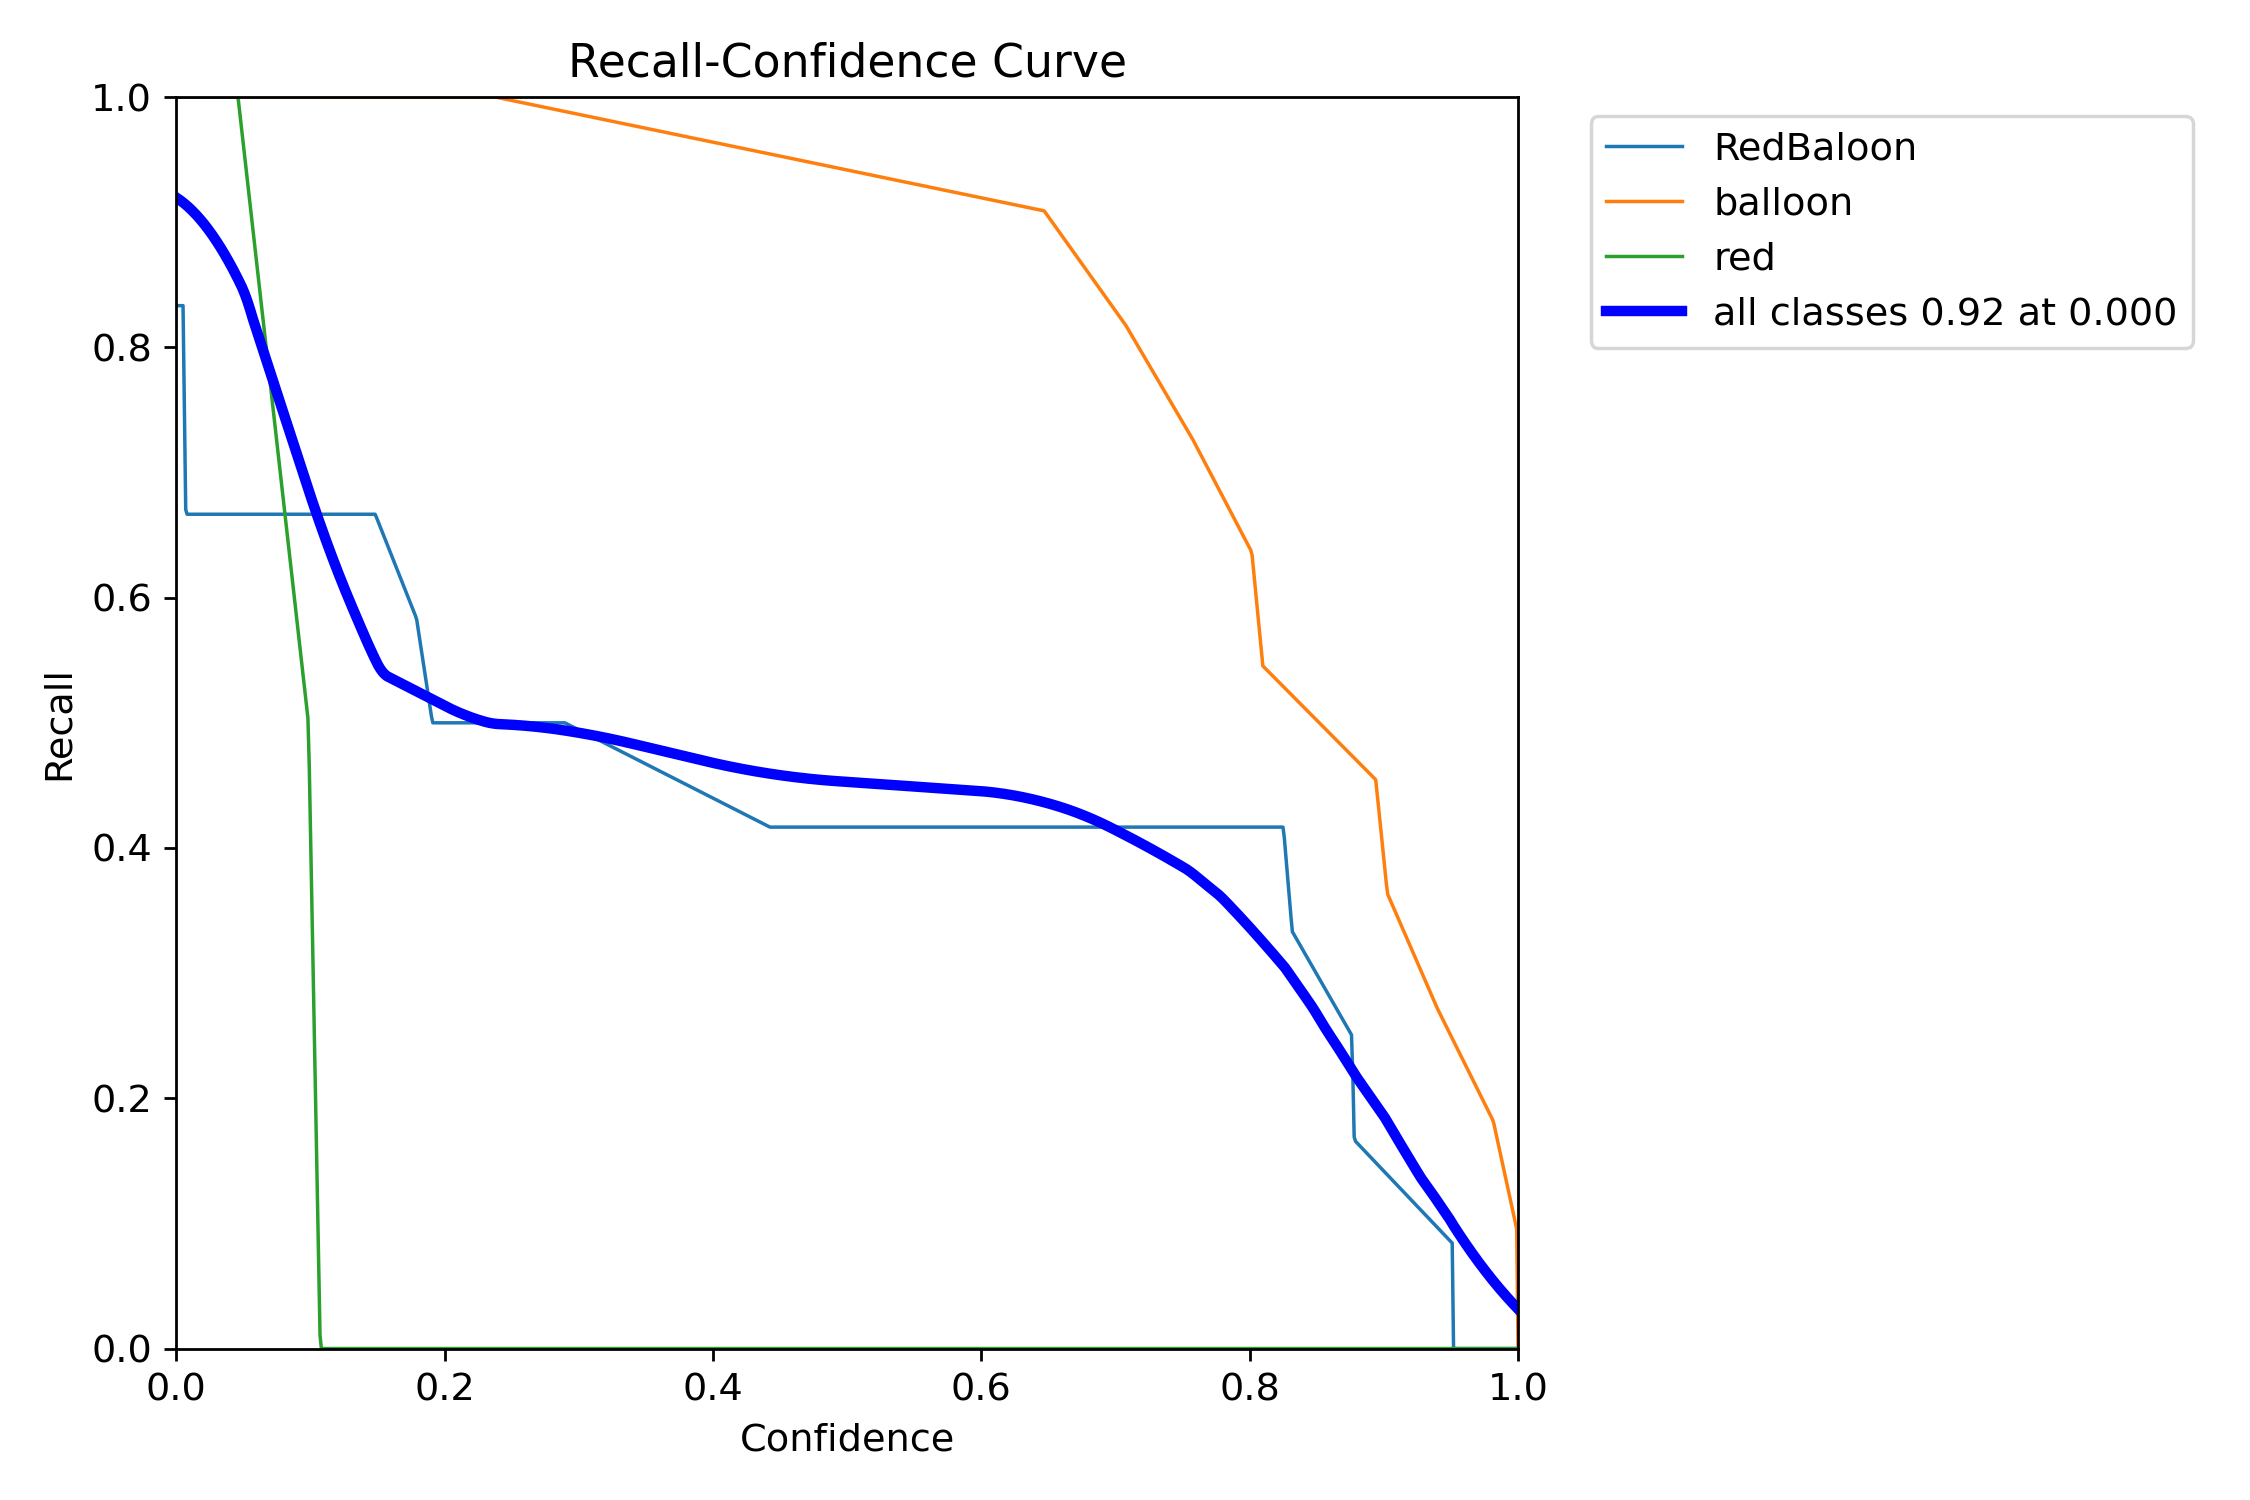 Recall-Confidence Curve
1.0
0.8
0.6
0.4
0.2
0.0
Recall
0.0 0.2 0.4 0.6 0.8 1.0
Confidence
RedBaloon
balloon
red
all classes 0.92 at 0.000